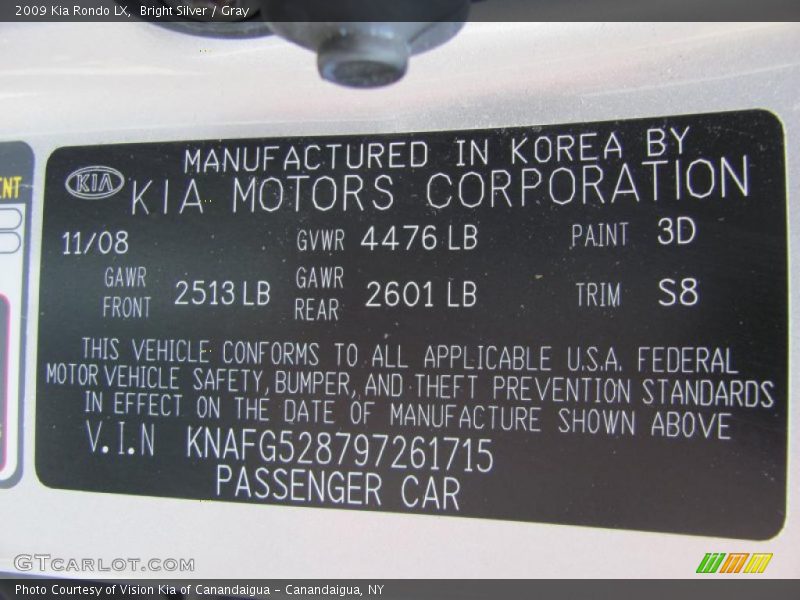 2009 Kia Rondo LX, Bright Silver / Gray
ENT
KIA
MANUFACTURED IN KOREA BY
KIA MOTORS CORPORATION
11/08 GVWR 4476 LB PAINT 3D
GAWR FRONT 2513 LB GAWR REAR 2601 LB TRIM S8
THIS VEHICLE CONFORMS TO ALL APPLICABLE U.S.A. FEDERAL
MOTOR VEHICLE SAFETY, BUMPER, AND THEFT PREVENTION STANDARDS
IN EFFECT ON THE DATE OF MANUFACTURE SHOWN ABOVE
V.I.N KNAFG528797261715
PASSENGER CAR
GTCARLOT.COM
Photo Courtesy of Vision Kia of Canandaigua - Canandaigua, NY